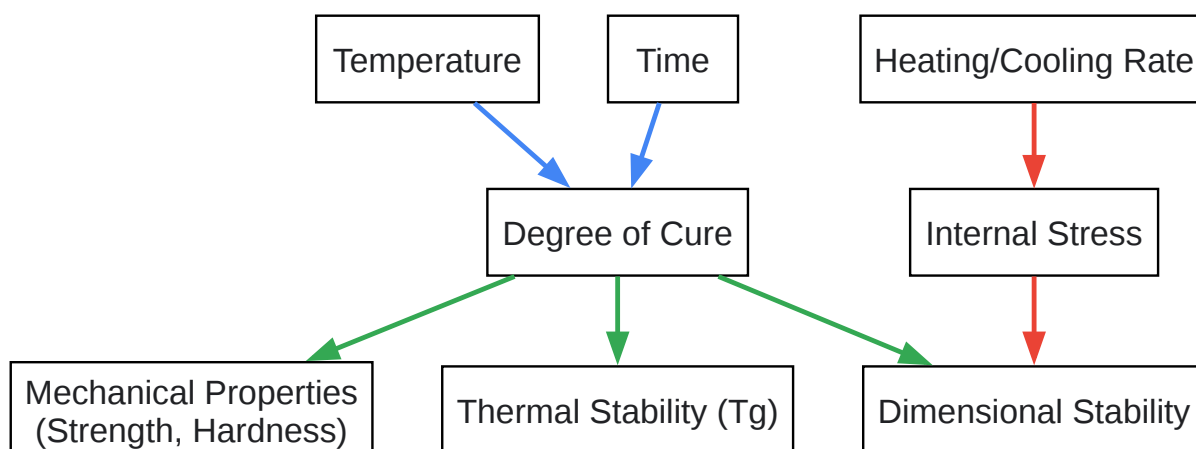 Temperature
Time
Heating/Cooling Rate
Degree of Cure
Internal Stress
Mechanical Properties
(Strength, Hardness)
Thermal Stability (Tg)
Dimensional Stability